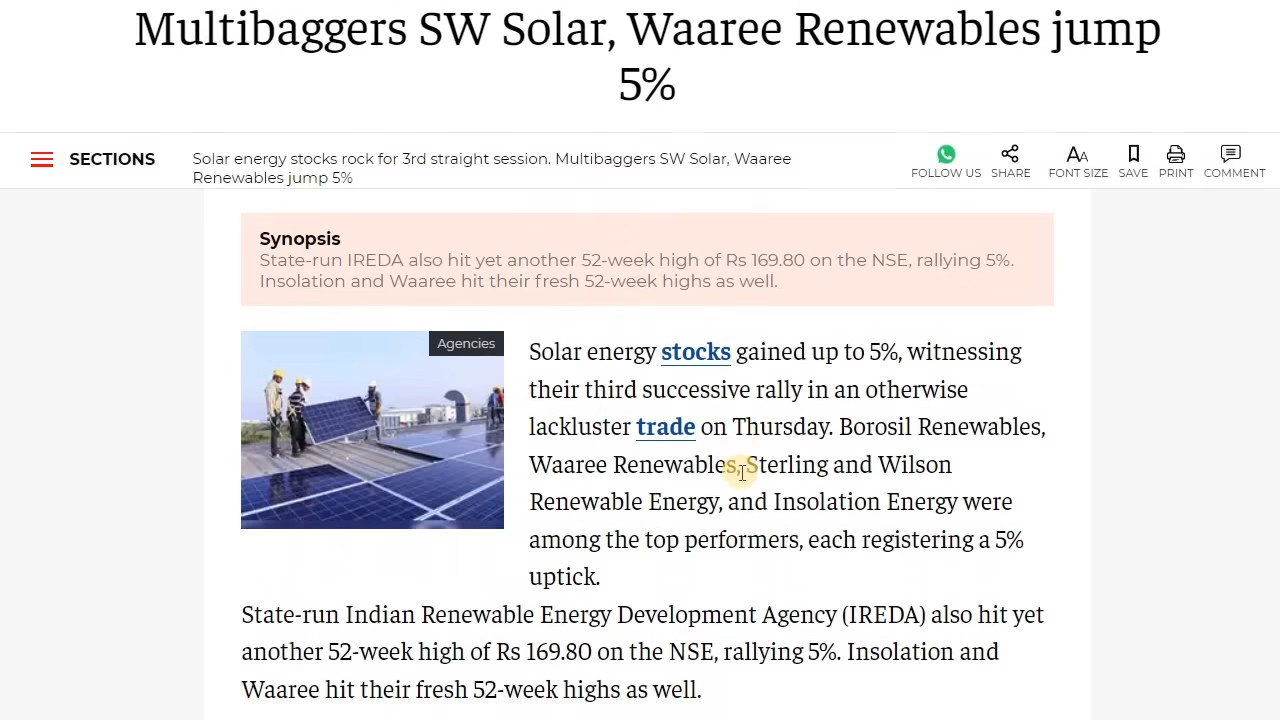 Multibaggers SW Solar, Waaree Renewables jump
5%
SECTIONS
Solar energy stocks rock for 3rd straight session. Multibaggers SW Solar, Waaree
Renewables jump 5%
FOLLOW US
SHARE
FONT SIZE
SAVE
PRINT
COMMENT
Synopsis
State-run IREDA also hit yet another 52-week high of Rs 169.80 on the NSE, rallying 5%.
Insolation and Waaree hit their fresh 52-week highs as well.
Agencies
Solar energy stocks gained up to 5%, witnessing
their third successive rally in an otherwise
lackluster trade on Thursday. Borosil Renewables,
Waaree Renewables, Sterling and Wilson
Renewable Energy, and Insolation Energy were
among the top performers, each registering a 5%
uptick.
State-run Indian Renewable Energy Development Agency (IREDA) also hit yet
another 52-week high of Rs 169.80 on the NSE, rallying 5%. Insolation and
Waaree hit their fresh 52-week highs as well.